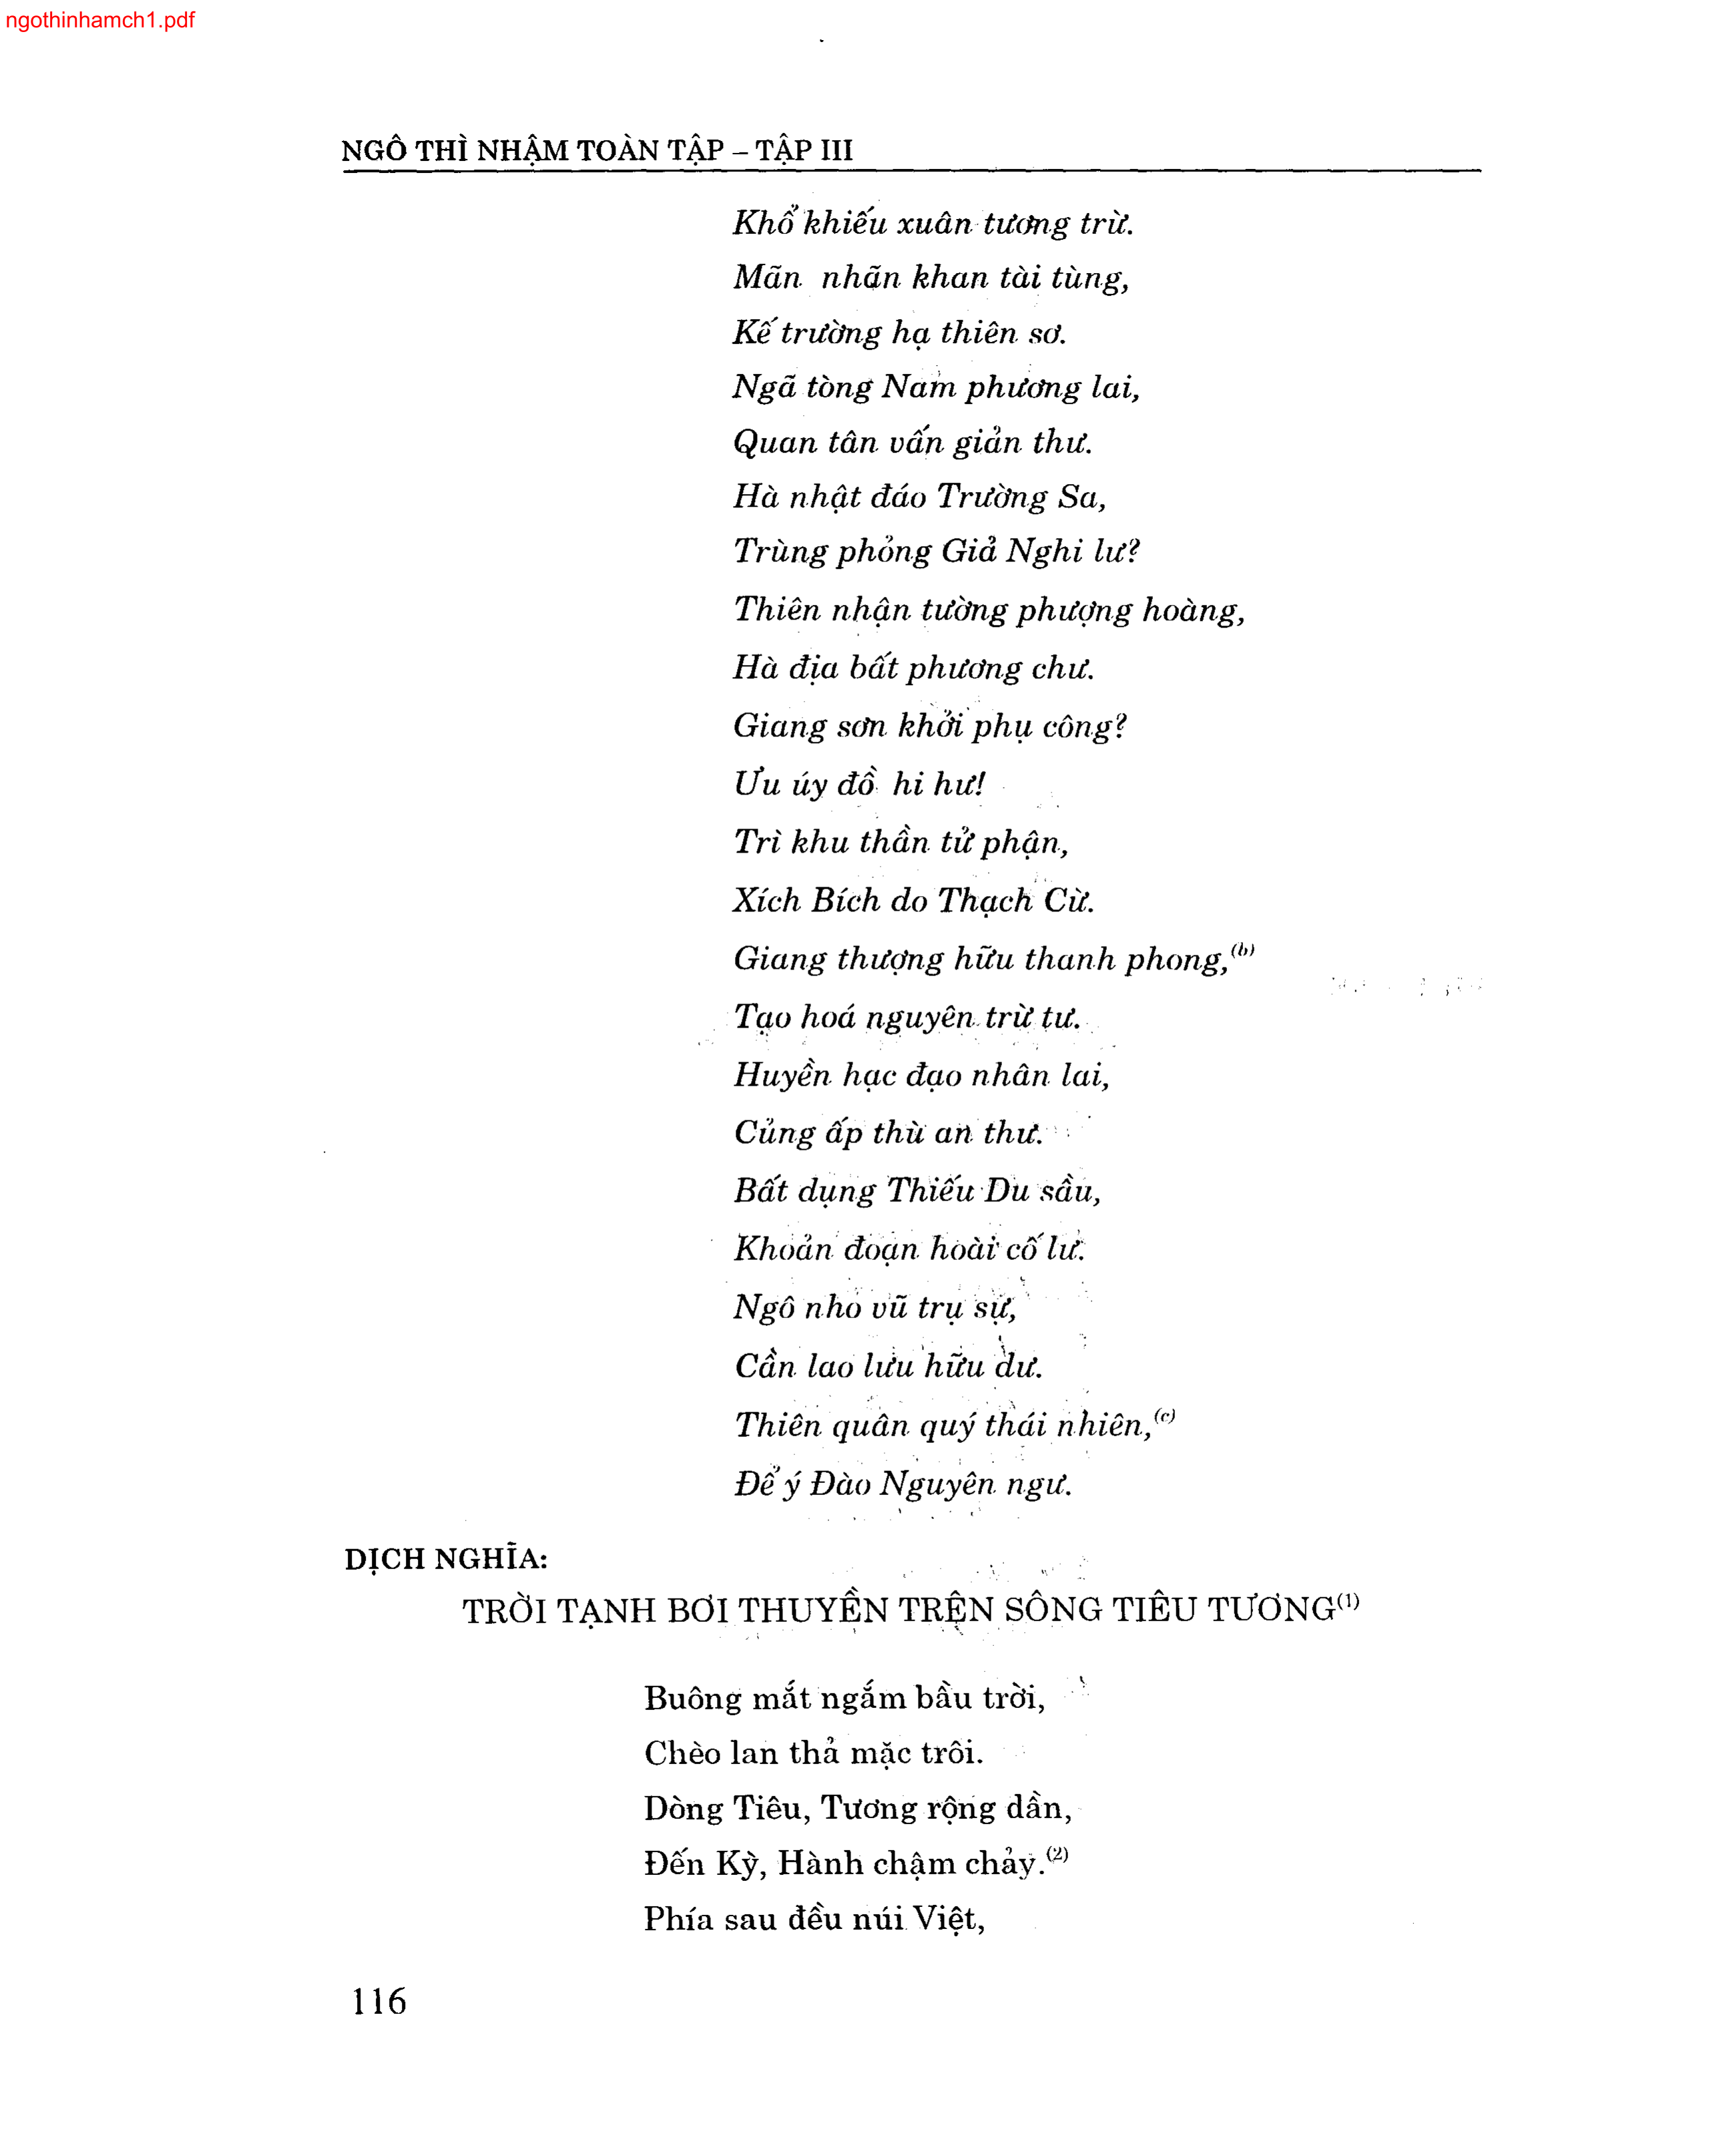 ngothinhamch1.pdf
NGÔ THÌ NHẬM TOÀN TẬP – TẬP III
Khổ khiếu xuân tương trừ.
Mãn nhãn khan tài tùng,
Kế trường hạ thiên sơ.
Ngã tòng Nam phương lai,
Quan tân vấn giản thư.
Hà nhật đáo Trường Sa,
Trùng phỏng Giả Nghi lư?
Thiên nhận tường phượng hoàng,
Hà địa bất phương chư.
Giang sơn khởi phụ công?
Ưu úy đồ hi hư!
Trì khu thần tử phận,
Xích Bích do Thạch Cừ.
Giang thượng hữu thanh phong,(b)
Tạo hoá nguyên trừ tư.
Huyền hạc đạo nhân lai,
Củng ấp thù an thư.
Bất dụng Thiếu Du sầu,
Khoản đoạn hoài cố lư.
Ngô nho vũ trụ sự,
Cần lao lưu hữu dư.
Thiên quân quý thái nhiên,(c)
Để ý Đào Nguyên ngư.
DỊCH NGHĨA:
TRỜI TẠNH BƠI THUYỀN TRÊN SÔNG TIÊU TƯƠNG(1)
Buông mắt ngắm bầu trời,
Chèo lan thả mặc trôi.
Dòng Tiêu, Tương rộng dần,
Đến Kỳ, Hành chậm chảy.(2)
Phía sau đều núi Việt,
116